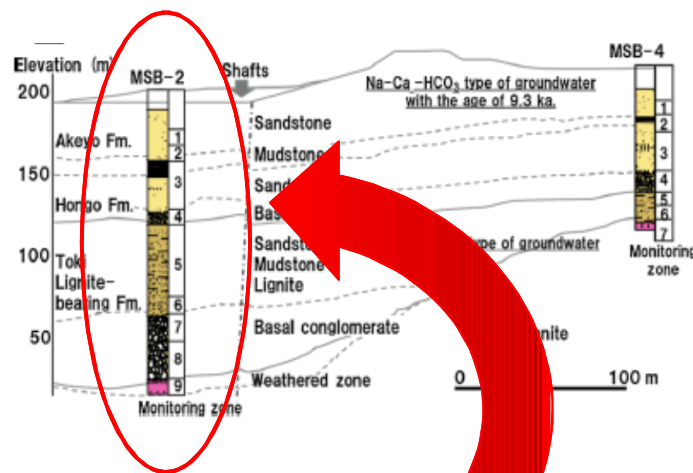 MSB-4
Elevation (m)
MSB-2
Shafts
200
150
100
50
Na-Ca -HCO3 type of groundwater
with the age of 9.3 ka.
Akeyo Fm.
Hongo Fm.
Toki
Lignite-
bearing Fm.
1
2
3
4
5
6
7
8
9
Sandstone
Mudstone
Mudstone
Lignite
Basal conglomerate
Weathered zone
Monitoring zone
type of groundwater
1
2
3
4
5
6
7
Monitoring
zone
0
100 m